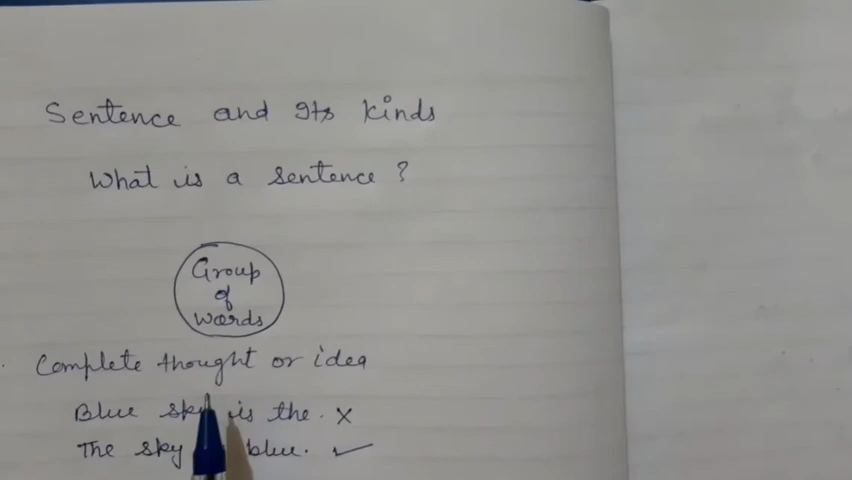 Sentence and Its kinds
What is a sentence ?
Group
of
words
Complete thought or idea
Blue sky is the. x
The sky blue. ✓